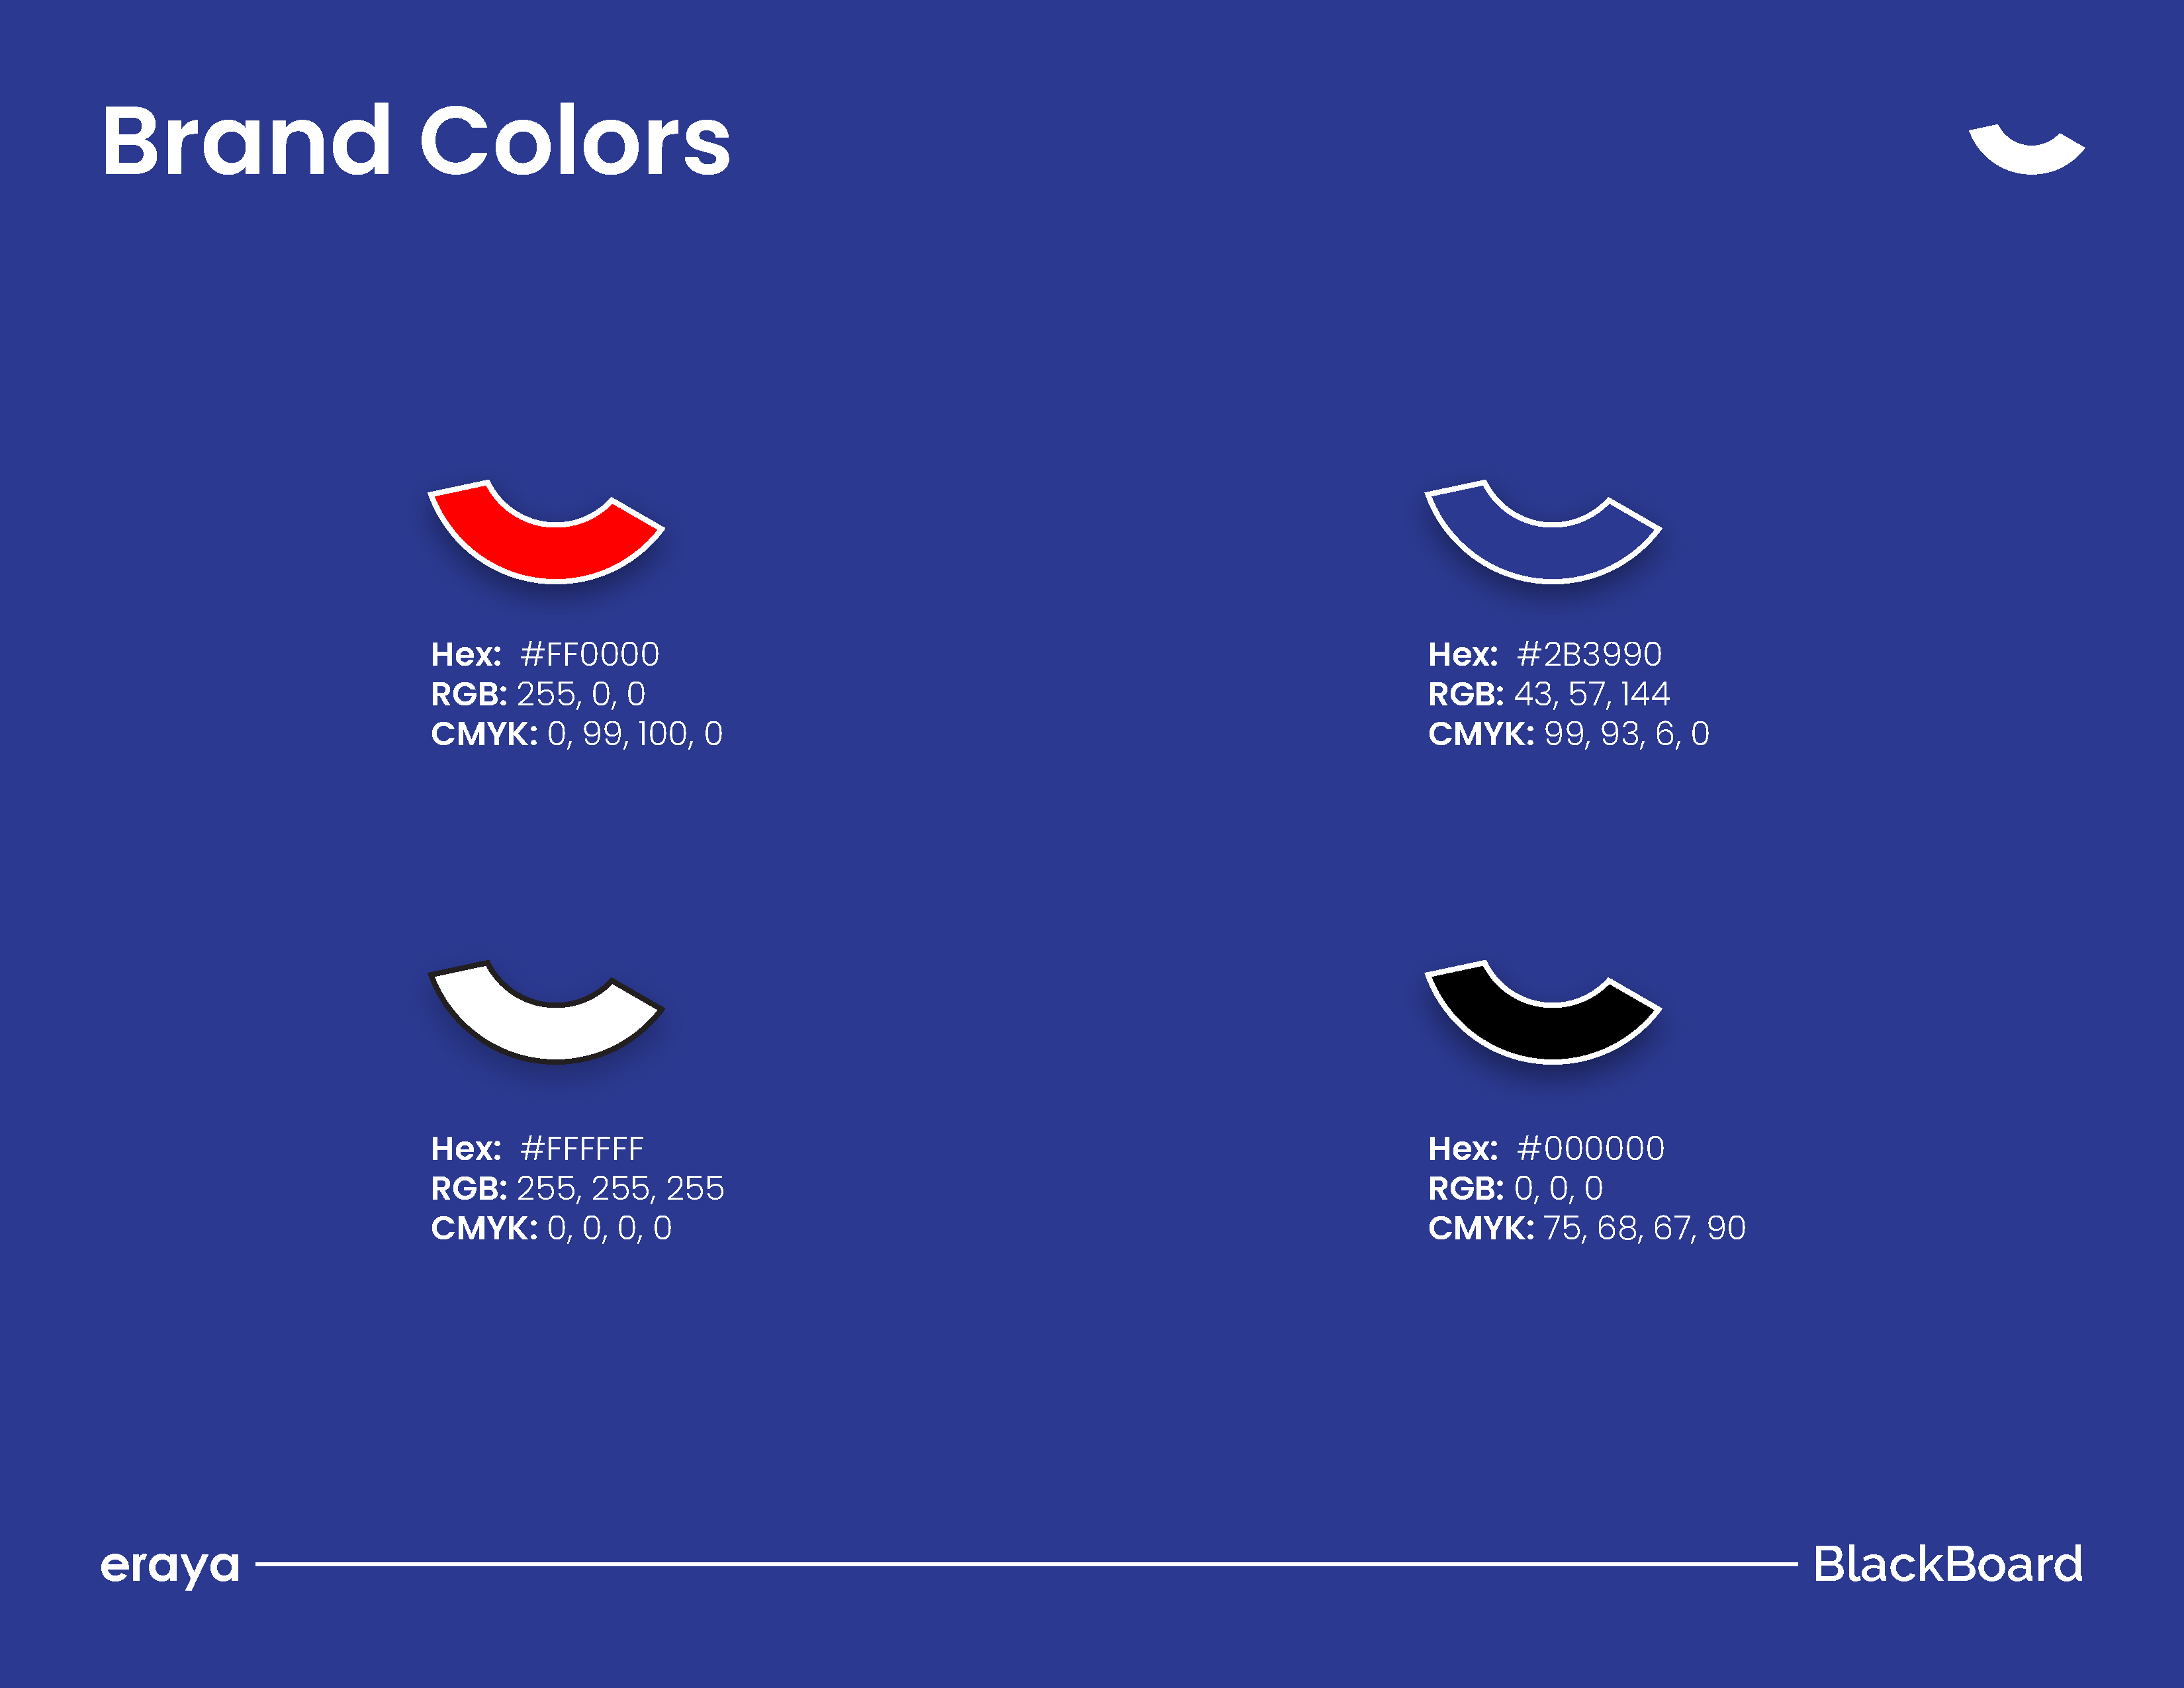 Brand Colors
Hex: #FF0000
RGB: 255, 0, 0
CMYK: 0, 99, 100, 0
Hex: #2B3990
RGB: 43, 57, 144
CMYK: 99, 93, 6, 0
Hex: #FFFFFF
RGB: 255, 255, 255
CMYK: 0, 0, 0, 0
Hex: #000000
RGB: 0, 0, 0
CMYK: 75, 68, 67, 90
eraya
BlackBoard